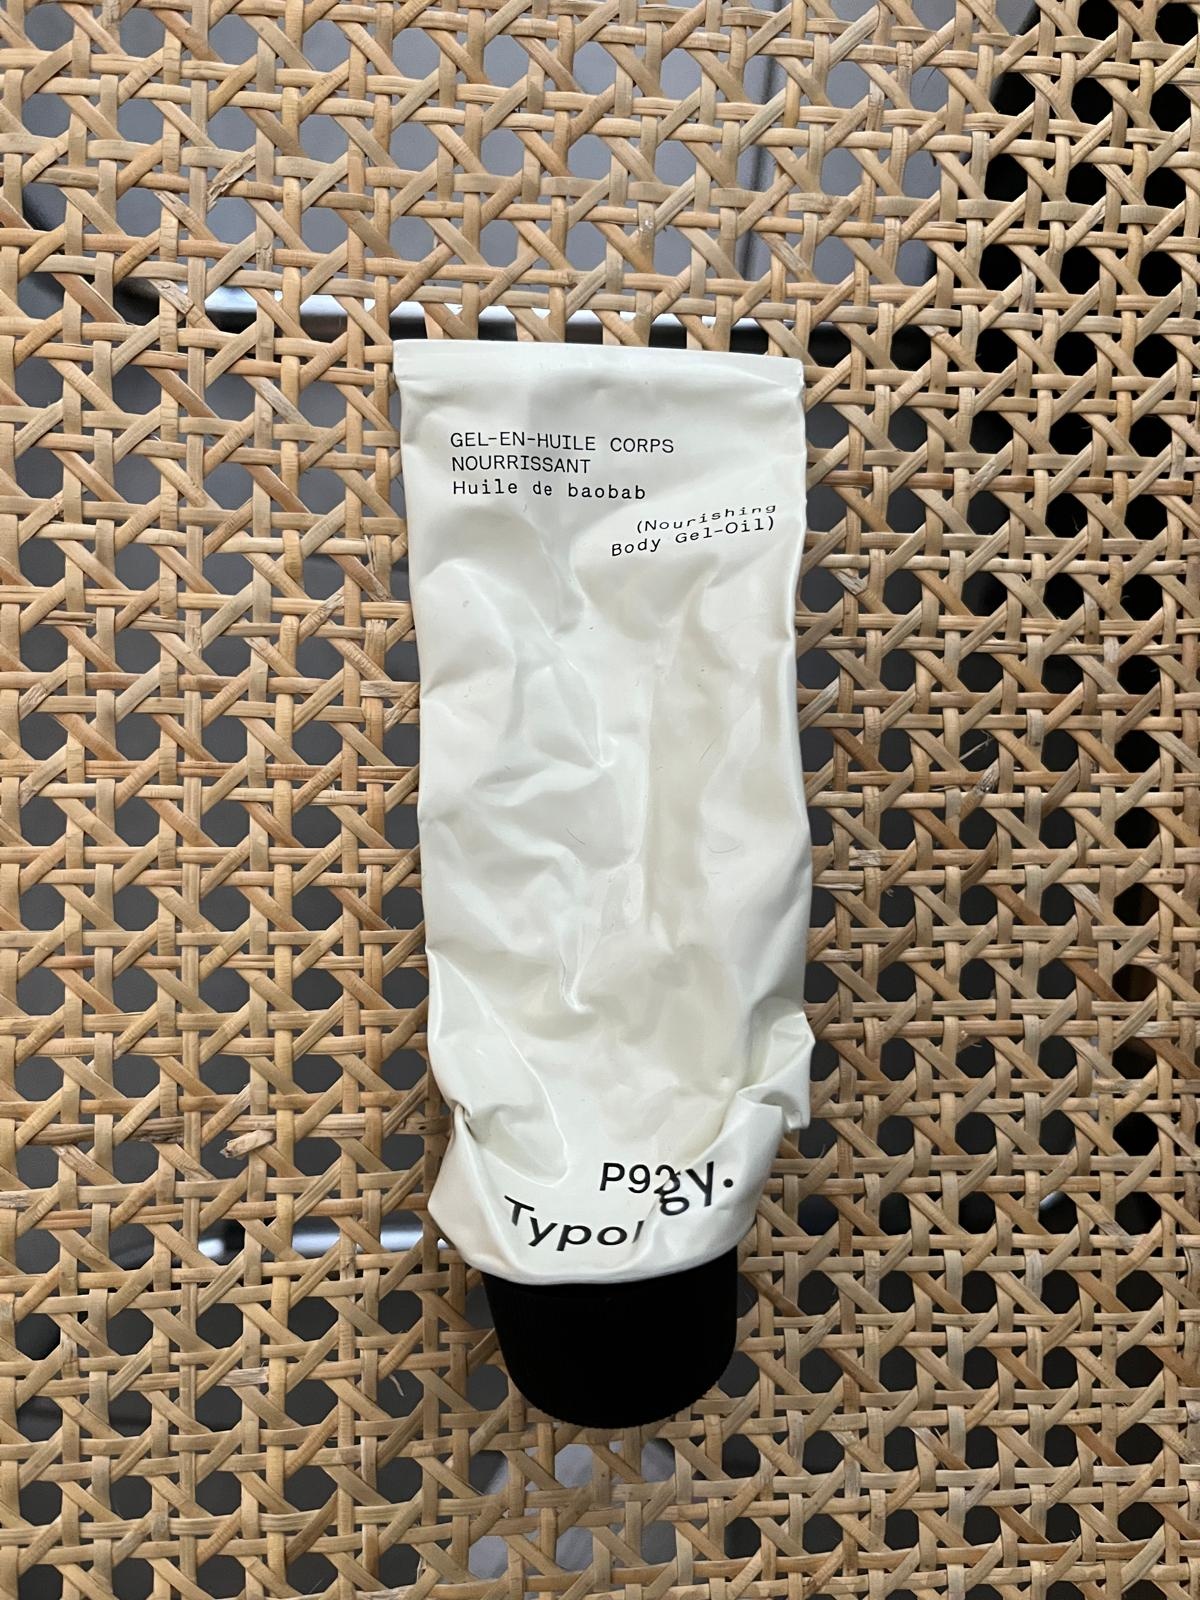 GEL-EN-HUILE CORPS
NOURRISSANT
Huile de baobab
(Nourishing
Body Gel-Oil)